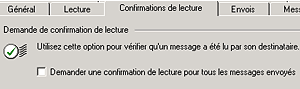 Général Lecture Confirmations de lecture Envois Mess
Demande de confirmation de lecture
Utilisez cette option pour vérifier qu'un message a été lu par son destinataire.
Demander une confirmation de lecture pour tous les messages envoyés